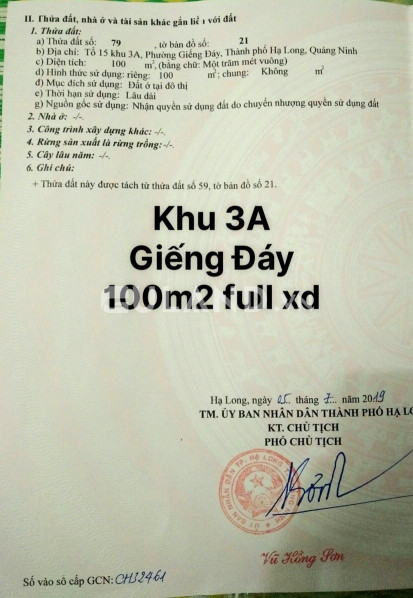 II. Thửa đất, nhà ở và tài sản khác gắn liền với đất
1. Thửa đất:
a) Thửa đất số: 79 , tờ bản đồ số: 21
b) Địa chỉ: Tổ 15 khu 3A, Phường Giếng Đáy, Thành phố Hạ Long, Quảng Ninh
c) Diện tích: 100 m², (bằng chữ: Một trăm mét vuông)
d) Hình thức sử dụng: riêng: 100 m²; chung: Không m²
đ) Mục đích sử dụng: Đất ở tại đô thị
e) Thời hạn sử dụng: Lâu dài
g) Nguồn gốc sử dụng: Nhận quyền sử dụng đất do chuyển nhượng quyền sử dụng đất
2. Nhà ở: -/-.
3. Công trình xây dựng khác: -/-.
4. Rừng sản xuất là rừng trồng: -/-.
5. Cây lâu năm: -/-.
6. Ghi chú:
+ Thửa đất này được tách từ thửa đất số 59, tờ bản đồ số 21.
Khu 3A
Giếng Đáy
100m2 full xd
Hạ Long, ngày 05 tháng 7 năm 2019
TM. ỦY BAN NHÂN DÂN THÀNH PHỐ HẠ LO
KT. CHỦ TỊCH
PHÓ CHỦ TỊCH
Vũ Hồng Sơn
Số vào sổ cấp GCN: CH32461